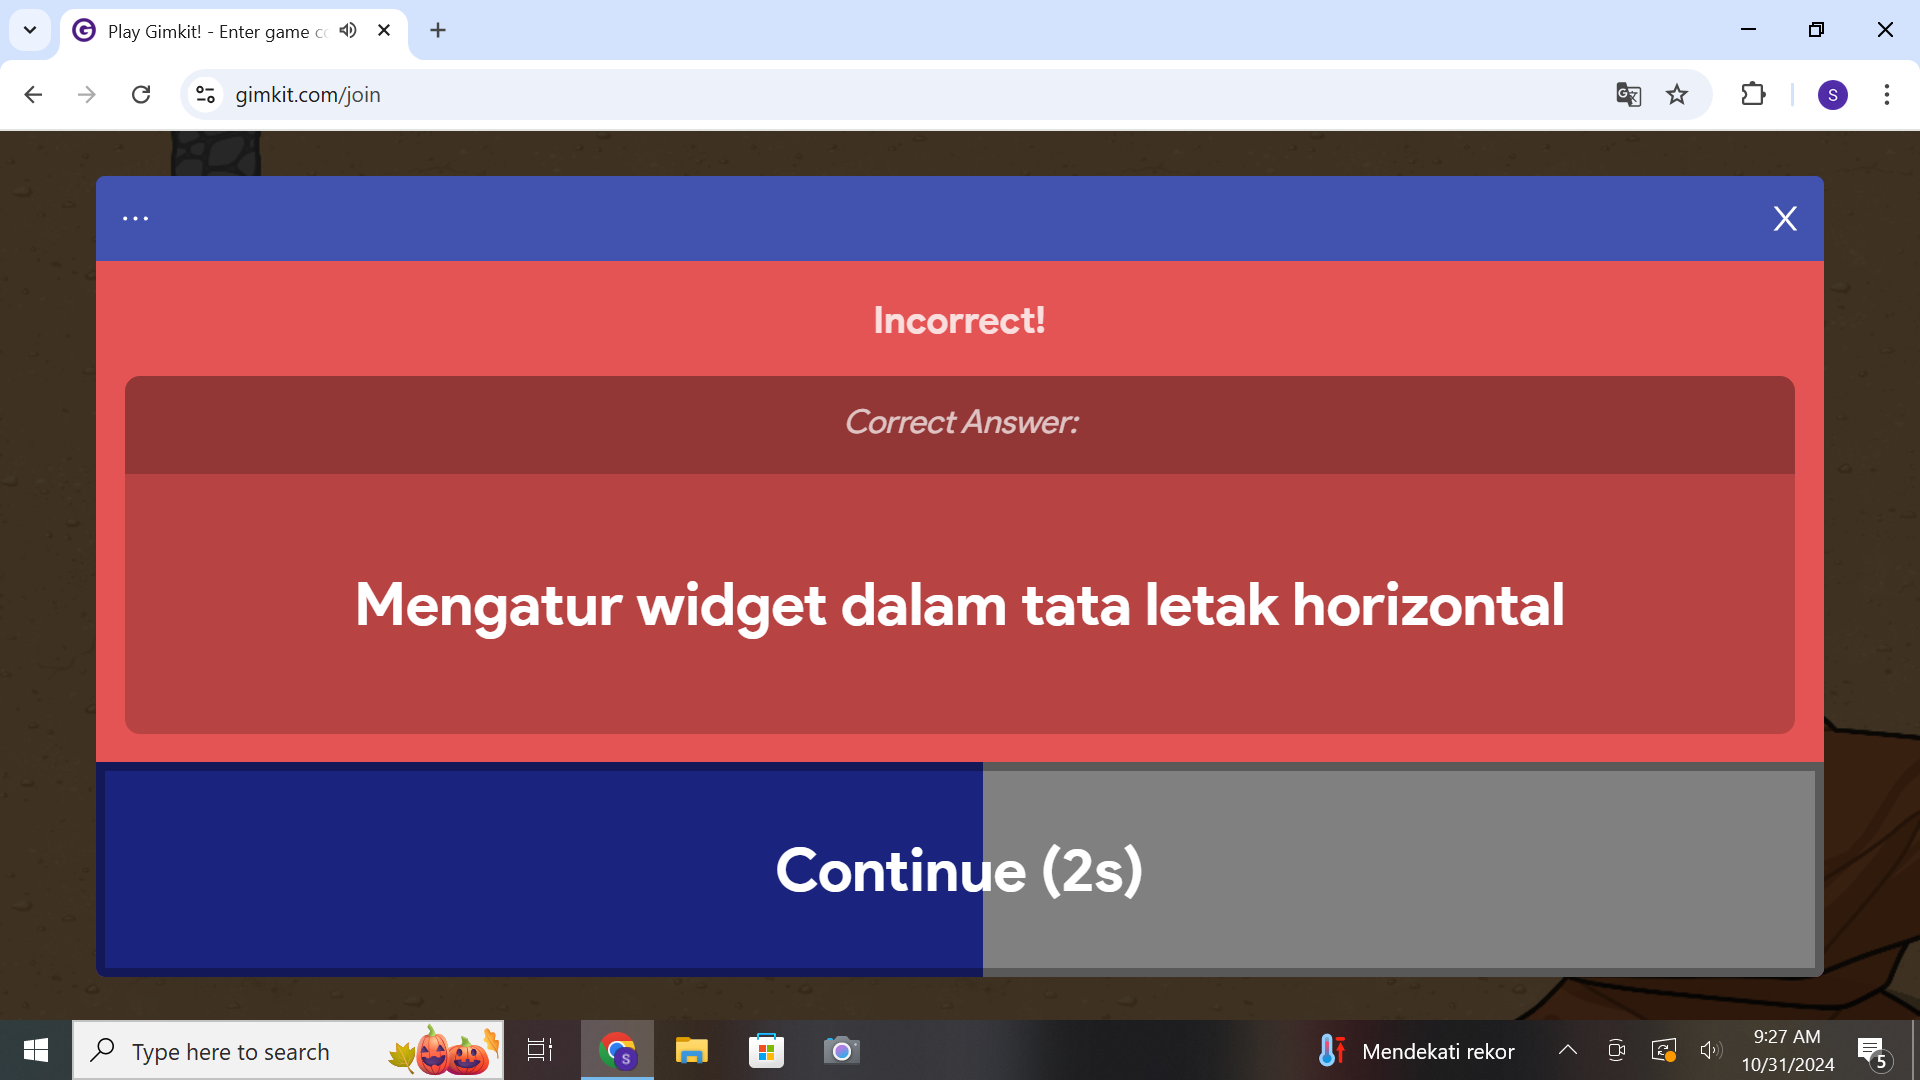 Play Gimkit! - Enter game co
gimkit.com/join
S
...
X
Incorrect!
Correct Answer:
Mengatur widget dalam tata letak horizontal
Continue (2s)
Type here to search
S
Mendekati rekor
9:27 AM
10/31/2024
5